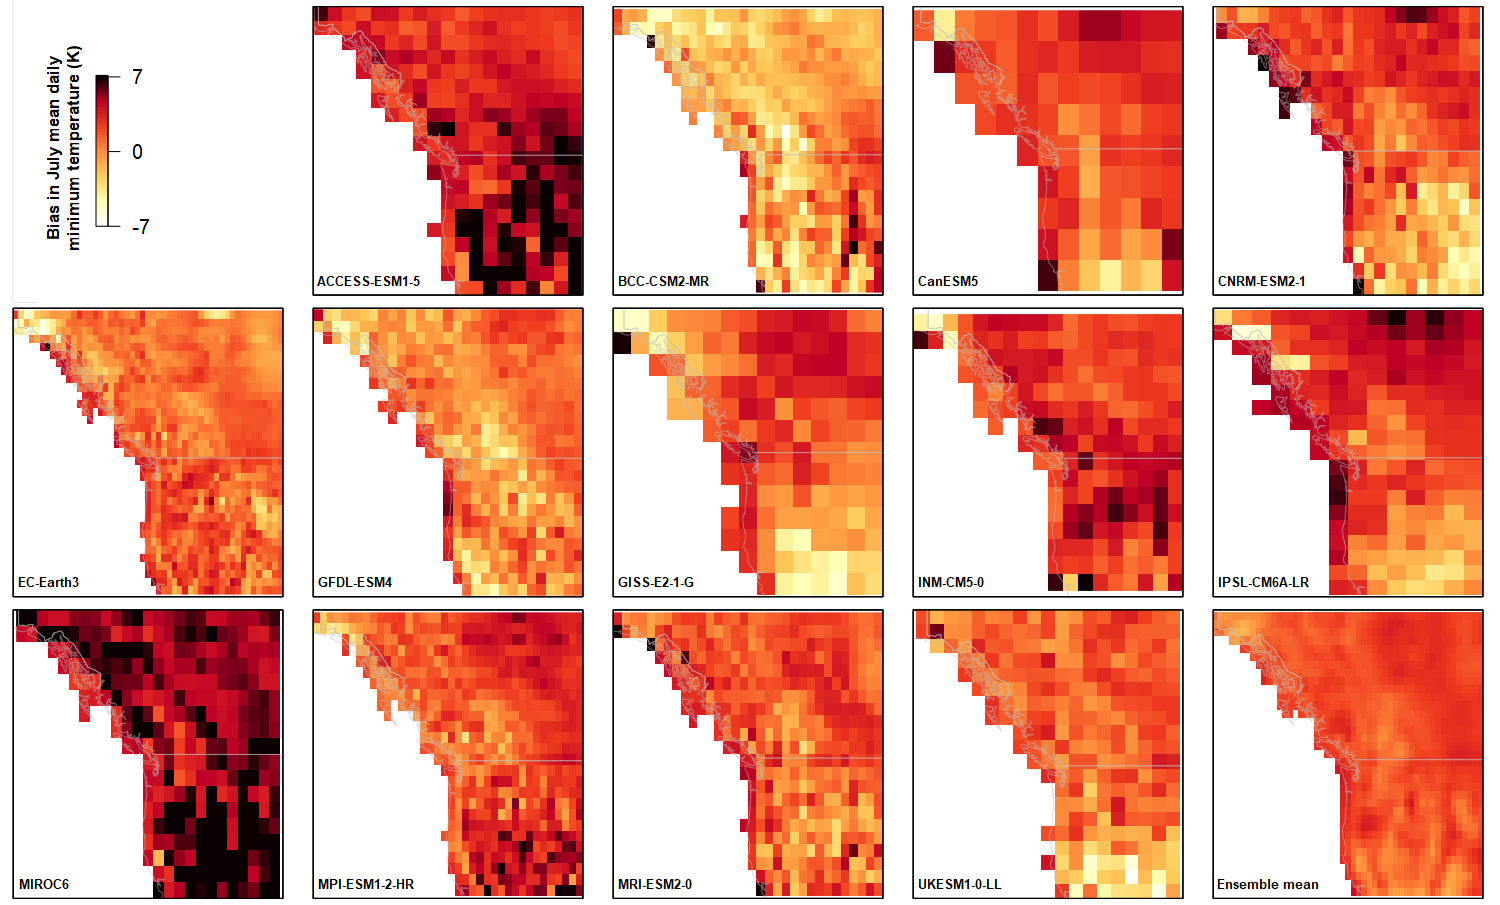 Bias in July mean daily
minimum temperature (K)
7
0
-7
ACCESS-ESM1-5
BCC-CSM2-MR
CanESM5
CNRM-ESM2-1
EC-Earth3
GFDL-ESM4
GISS-E2-1-G
INM-CM5-0
IPSL-CM6A-LR
MIROC6
MPI-ESM1-2-HR
MRI-ESM2-0
UKESM1-0-LL
Ensemble mean